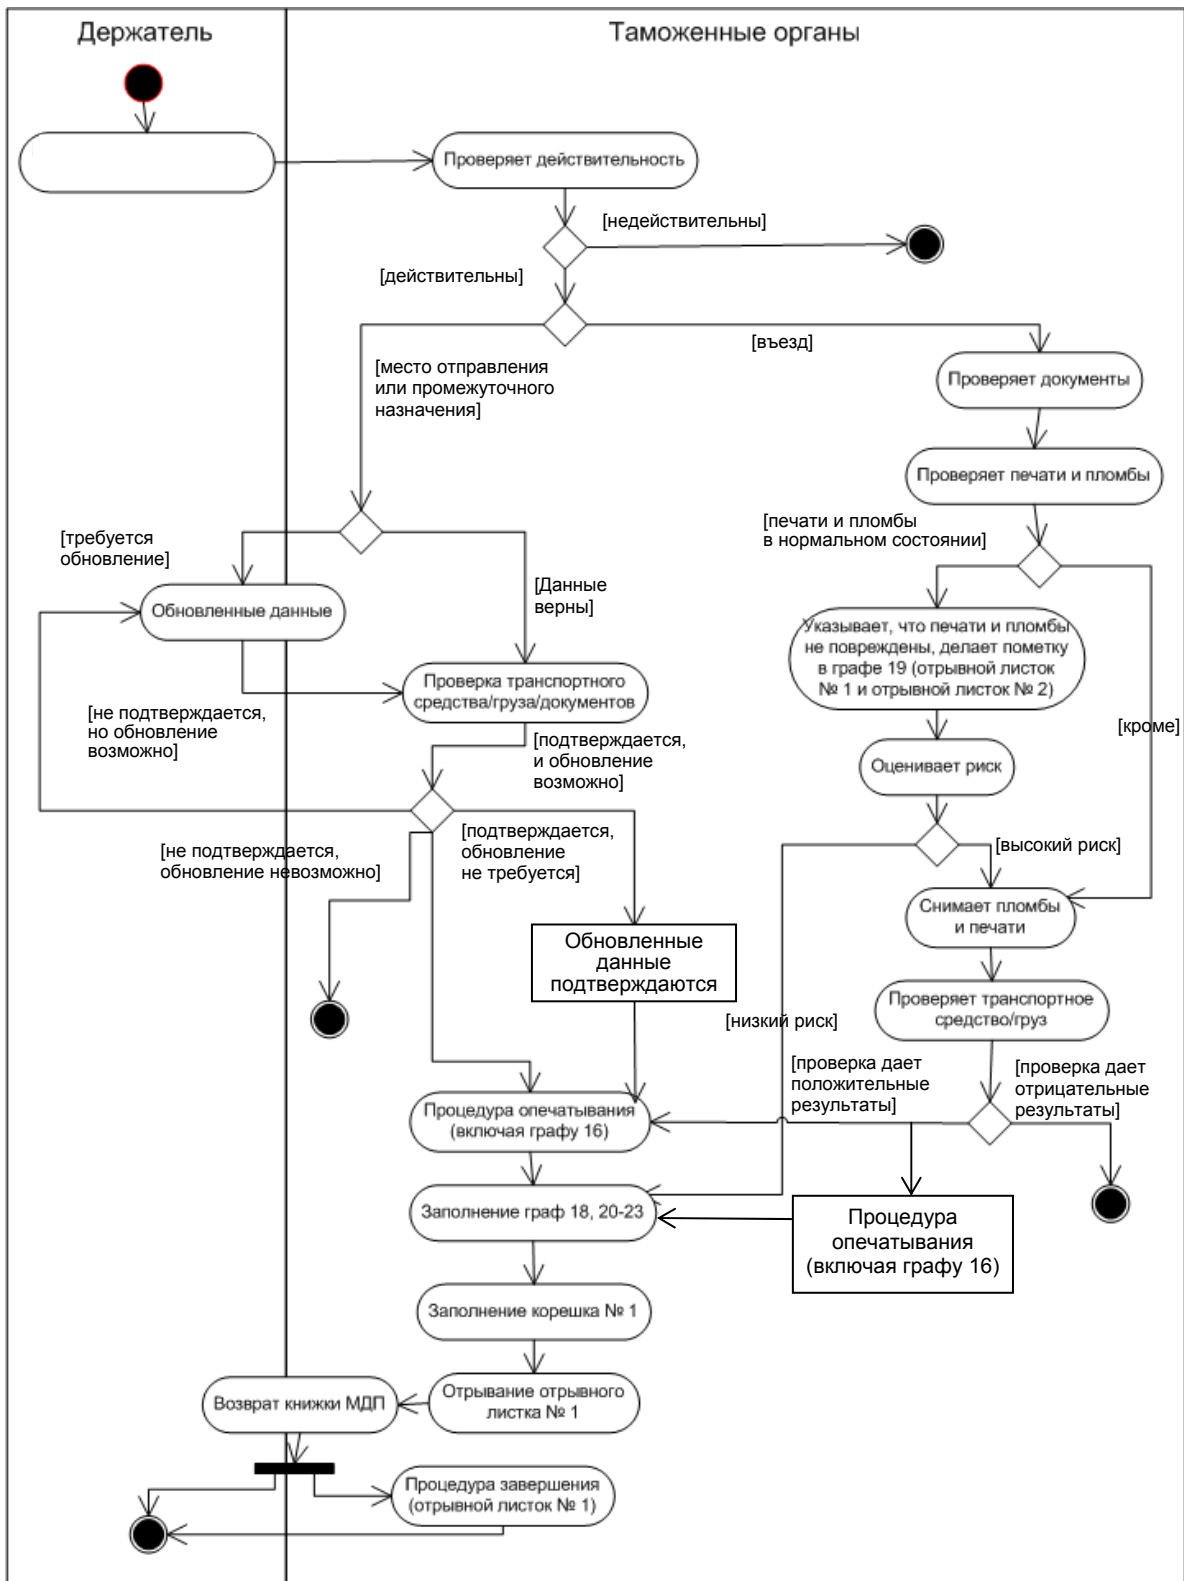 Держатель
Таможенные органы
Проверяет действительность
[недействительны]
[действительны]
[въезд]
[место отправления
или промежуточного
назначения]
Проверяет документы
Проверяет печати и пломбы
[печати и пломбы
в нормальном состоянии]
[требуется
обновление]
[Данные
верны]
Обновленные данные
Указывает, что печати и пломбы
не повреждены, делает пометку
в графе 19 (отрывной листок
№ 1 и отрывной листок № 2)
Проверка транспортного
средства/груза/документов
[не подтверждается,
но обновление
возможно]
[подтверждается,
и обновление
возможно]
[кроме]
Оценивает риск
[не подтверждается,
обновление невозможно]
[подтверждается,
обновление
не требуется]
[высокий риск]
Снимает пломбы
и печати
Обновленные
данные
подтверждаются
Проверяет транспортное
средство/груз
[низкий риск]
[проверка дает
положительные
результаты]
[проверка дает
отрицательные
результаты]
Процедура опечатывания
(включая графу 16)
Заполнение граф 18, 20-23
Процедура
опечатывания
(включая графу 16)
Заполнение корешка № 1
Отрывание отрывного
листка № 1
Возврат книжки МДП
Процедура завершения
(отрывной листок № 1)